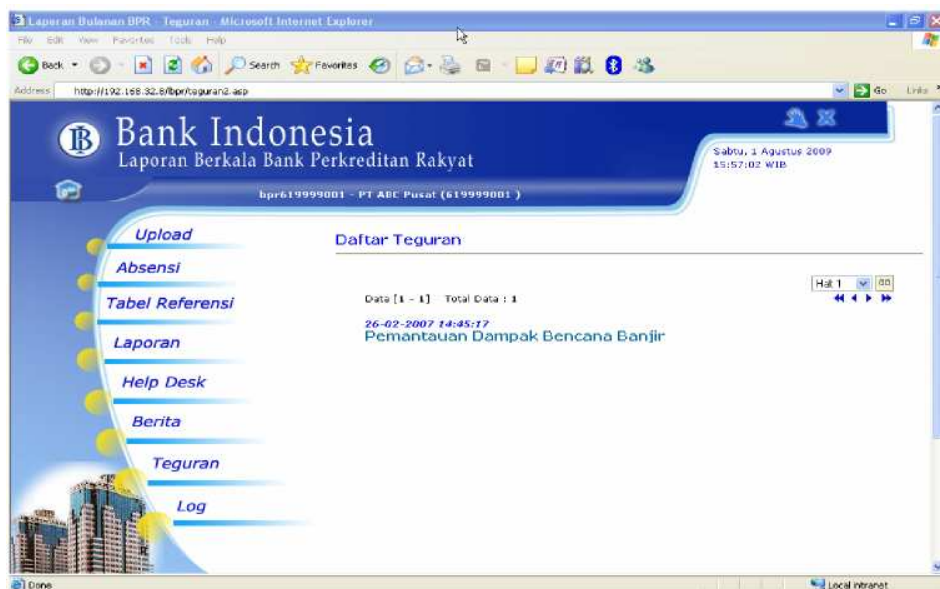 Laporan Bulanan BPR - Teguran - Microsoft Internet Explorer
File Edit View Favorites Tools Help
Back Search Favorites
Address http://192.168.32.8/lbpr/teguran2.asp Go Links
Bank Indonesia
Laporan Berkala Bank Perkreditan Rakyat
Sabtu, 1 Agustus 2009
15:57:02 WIB
bpr619999001 - PT ABC Pusat (619999001 )
Upload
Absensi
Tabel Referensi
Laporan
Help Desk
Berita
Teguran
Log
Daftar Teguran
Hal 1 GO
Data [1 - 1] Total Data : 1
26-02-2007 14:45:17
Pemantauan Dampak Bencana Banjir
Done Local intranet